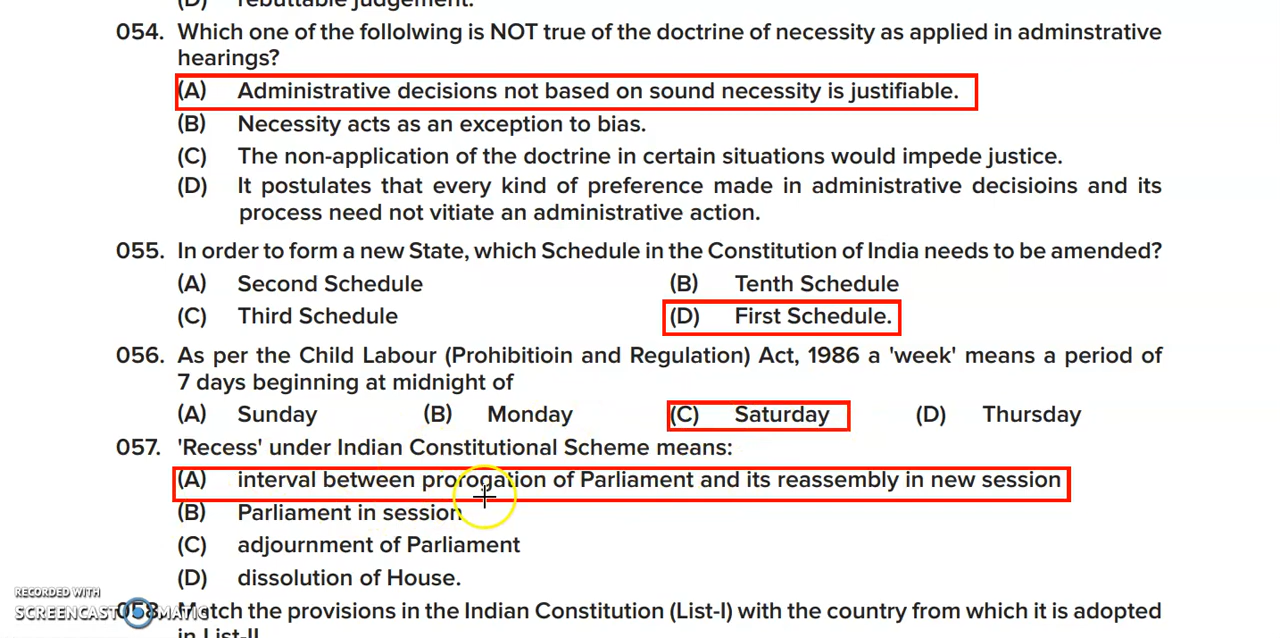 (D) rebuttable judgement.
054. Which one of the follolwing is NOT true of the doctrine of necessity as applied in adminstrative
hearings?
(A) Administrative decisions not based on sound necessity is justifiable.
(B) Necessity acts as an exception to bias.
(C) The non-application of the doctrine in certain situations would impede justice.
(D) It postulates that every kind of preference made in administrative decisioins and its
process need not vitiate an administrative action.
055. In order to form a new State, which Schedule in the Constitution of India needs to be amended?
(A) Second Schedule (B) Tenth Schedule
(C) Third Schedule (D) First Schedule.
056. As per the Child Labour (Prohibitioin and Regulation) Act, 1986 a 'week' means a period of
7 days beginning at midnight of
(A) Sunday (B) Monday (C) Saturday (D) Thursday
057. 'Recess' under Indian Constitutional Scheme means:
(A) interval between prorogation of Parliament and its reassembly in new session
(B) Parliament in session
(C) adjournment of Parliament
(D) dissolution of House.
RECORDED WITH
SCREENCAST MATIC
058. Match the provisions in the Indian Constitution (List-I) with the country from which it is adopted
in List-II